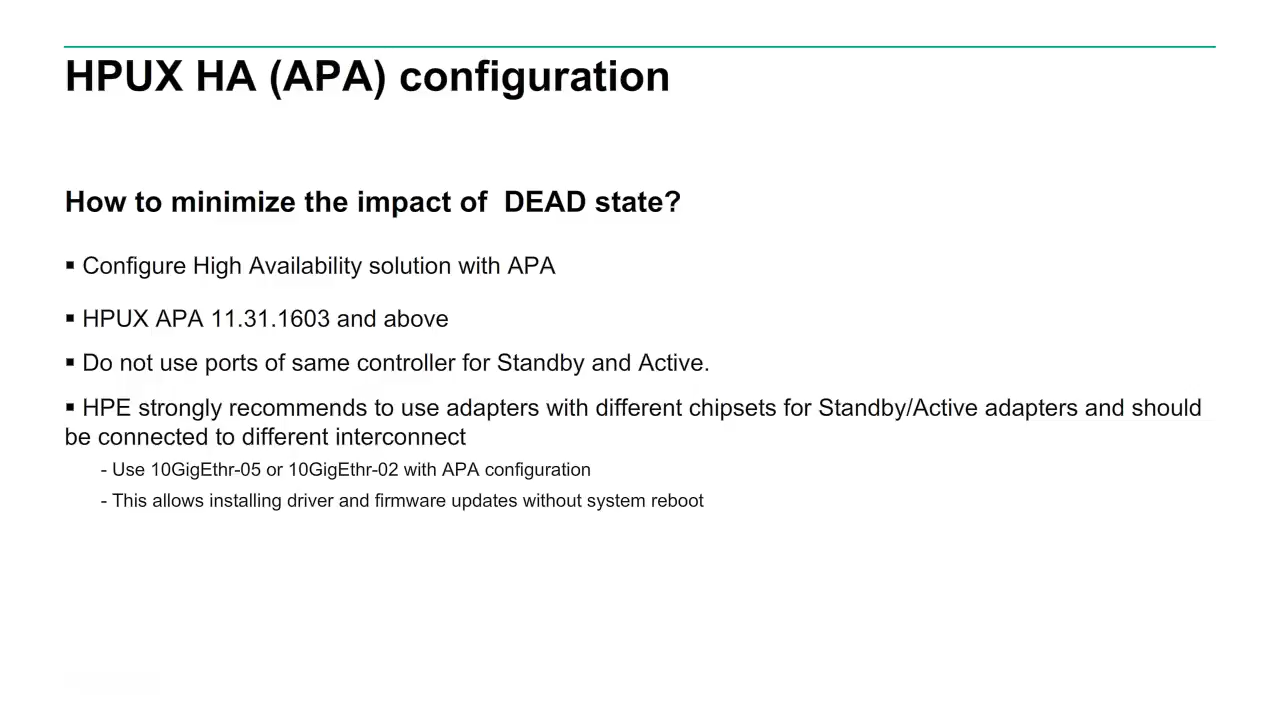 HPUX HA (APA) configuration
How to minimize the impact of  DEAD state?
▪ Configure High Availability solution with APA
▪ HPUX APA 11.31.1603 and above
▪ Do not use ports of same controller for Standby and Active.
▪ HPE strongly recommends to use adapters with different chipsets for Standby/Active adapters and should
be connected to different interconnect
- Use 10GigEthr-05 or 10GigEthr-02 with APA configuration
- This allows installing driver and firmware updates without system reboot